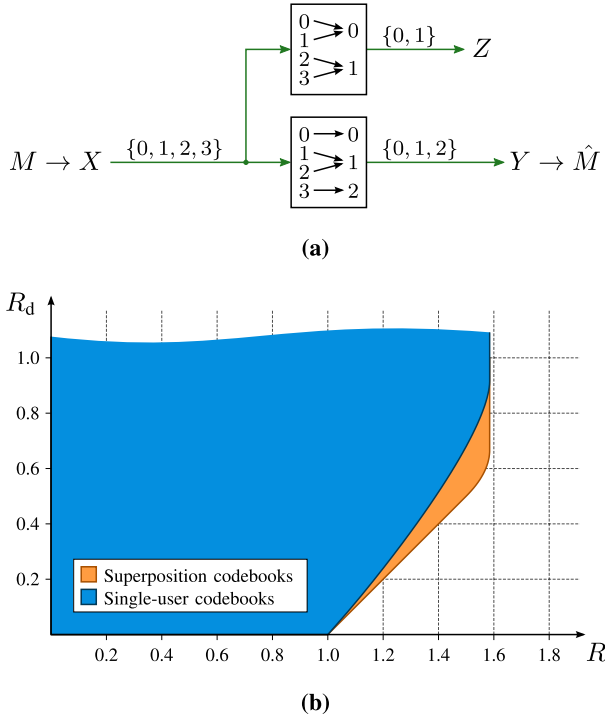 0
1
2
3
0
1
{0, 1}
Z
M → X
{0, 1, 2, 3}
0
1
2
3
0
1
2
{0, 1, 2}
Y → M̂
(a)
R_d
1.0
0.8
0.6
0.4
0.2
Superposition codebooks
Single-user codebooks
0.2 0.4 0.6 0.8 1.0 1.2 1.4 1.6 1.8
R
(b)